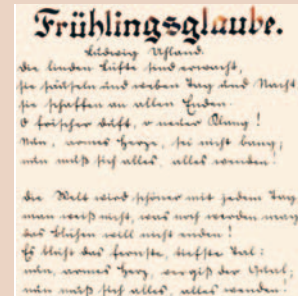 Frühlingsglaube.
Ludwig Uhland.
Die linden Lüfte sind erwacht,
sie säuseln und weben Tag und Nacht
sie schaffen an allen Enden.
O frischer Duft, o neuer Klang!
Nun, armes Herze, sei nicht bang;
nun muß sich alles, alles wenden!
Die Welt wird schöner mit jedem Tag
man weiß nicht, was noch werden mag
das Blühen will nicht enden!
Es blüht das fernste, tiefste Tal:
nun, armes Herz, vergiß der Qual;
nun muß sich alles, alles wenden!